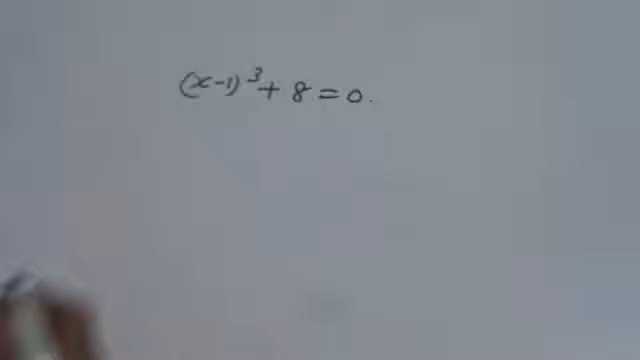 (x-1)³ + 8 = 0.